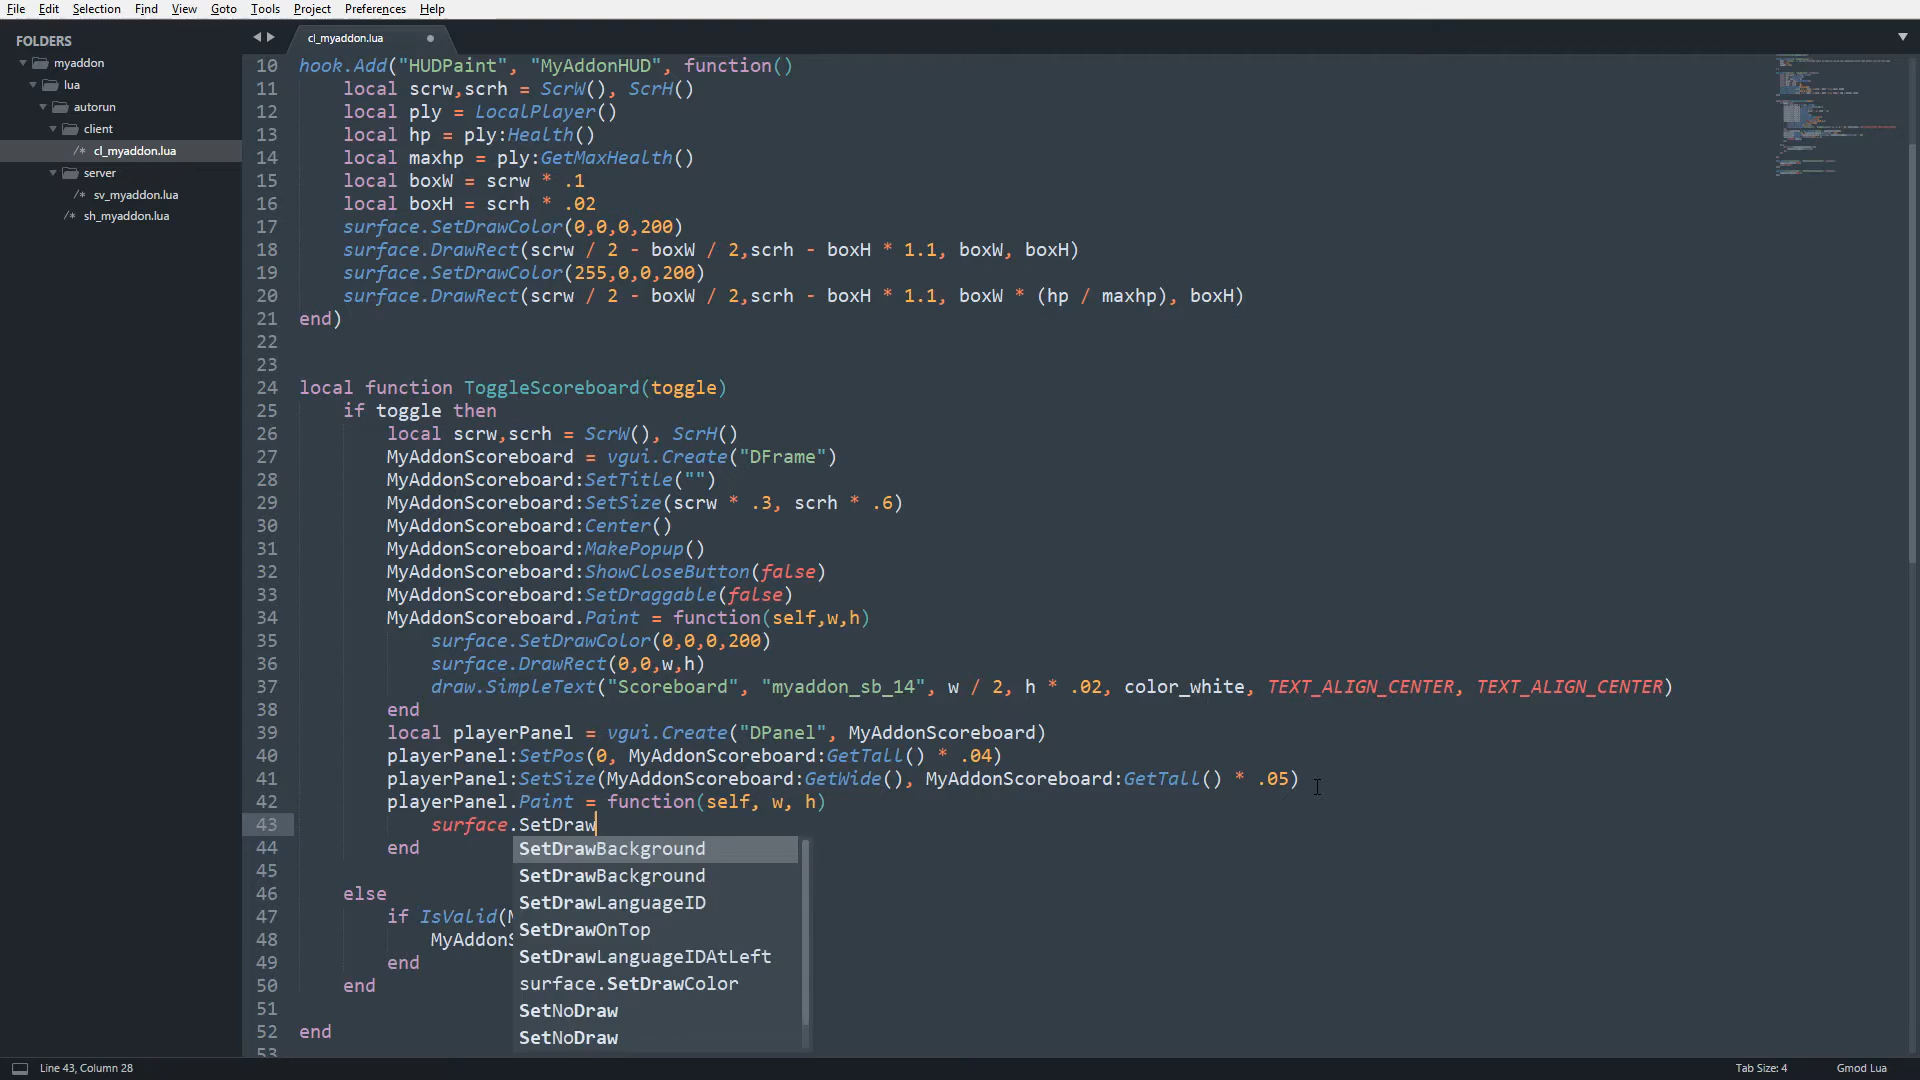 File Edit Selection Find View Goto Tools Project Preferences Help
FOLDERS
myaddon
lua
autorun
client
/* cl_myaddon.lua
server
/* sv_myaddon.lua
/* sh_myaddon.lua
cl_myaddon.lua
10 hook.Add("HUDPaint", "MyAddonHUD", function()
11 local scrw,scrh = ScrW(), ScrH()
12 local ply = LocalPlayer()
13 local hp = ply:Health()
14 local maxhp = ply:GetMaxHealth()
15 local boxW = scrw * .1
16 local boxH = scrh * .02
17 surface.SetDrawColor(0,0,0,200)
18 surface.DrawRect(scrw / 2 - boxW / 2,scrh - boxH * 1.1, boxW, boxH)
19 surface.SetDrawColor(255,0,0,200)
20 surface.DrawRect(scrw / 2 - boxW / 2,scrh - boxH * 1.1, boxW * (hp / maxhp), boxH)
21 end)
22
23
24 local function ToggleScoreboard(toggle)
25 if toggle then
26 local scrw,scrh = ScrW(), ScrH()
27 MyAddonScoreboard = vgui.Create("DFrame")
28 MyAddonScoreboard:SetTitle("")
29 MyAddonScoreboard:SetSize(scrw * .3, scrh * .6)
30 MyAddonScoreboard:Center()
31 MyAddonScoreboard:MakePopup()
32 MyAddonScoreboard:ShowCloseButton(false)
33 MyAddonScoreboard:SetDraggable(false)
34 MyAddonScoreboard.Paint = function(self,w,h)
35 surface.SetDrawColor(0,0,0,200)
36 surface.DrawRect(0,0,w,h)
37 draw.SimpleText("Scoreboard", "myaddon_sb_14", w / 2, h * .02, color_white, TEXT_ALIGN_CENTER, TEXT_ALIGN_CENTER)
38 end
39 local playerPanel = vgui.Create("DPanel", MyAddonScoreboard)
40 playerPanel:SetPos(0, MyAddonScoreboard:GetTall() * .04)
41 playerPanel:SetSize(MyAddonScoreboard:GetWide(), MyAddonScoreboard:GetTall() * .05)
42 playerPanel.Paint = function(self, w, h)
43 surface.SetDraw
44 end
45
46 else
47 if IsValid(M
48 MyAddonS
49 end
50 end
51
52 end
53
SetDrawBackground
SetDrawBackground
SetDrawLanguageID
SetDrawOnTop
SetDrawLanguageIDAtLeft
surface.SetDrawColor
SetNoDraw
SetNoDraw
Line 43, Column 28
Tab Size: 4
Gmod Lua